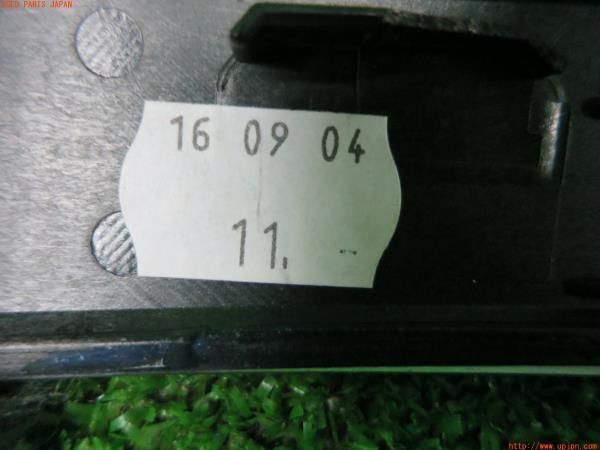 USED PARTS JAPAN
16 09 04
11. -
http://www.upjpn.com